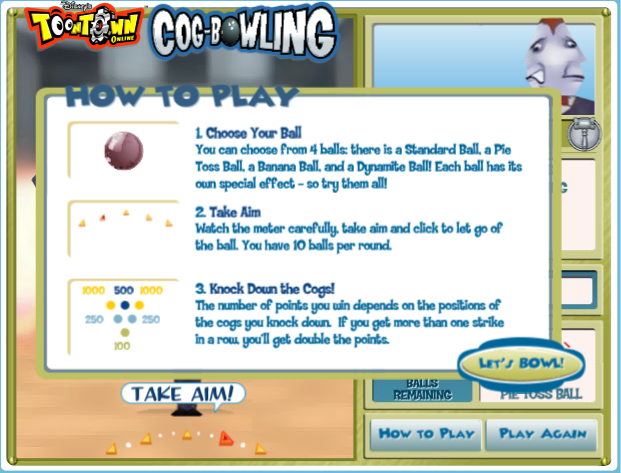 Disney's
TOONTOWN
ONLINE
COG-BOWLING
HOW TO PLAY
1. Choose Your Ball
You can choose from 4 balls: there is a Standard Ball, a Pie
Toss Ball, a Banana Ball, and a Dynamite Ball! Each ball has its
own special effect - so try them all!
2. Take Aim
Watch the meter carefully, take aim and click to let go of
the ball. You have 10 balls per round.
1000 500 1000
250 250
100
3. Knock Down the Cogs!
The number of points you win depends on the positions of
the cogs you knock down. If you get more than one strike
in a row, you'll get double the points.
LET'S BOWL!
TAKE AIM!
BALLS
REMAINING
PIE TOSS BALL
HOW TO PLAY
PLAY AGAIN